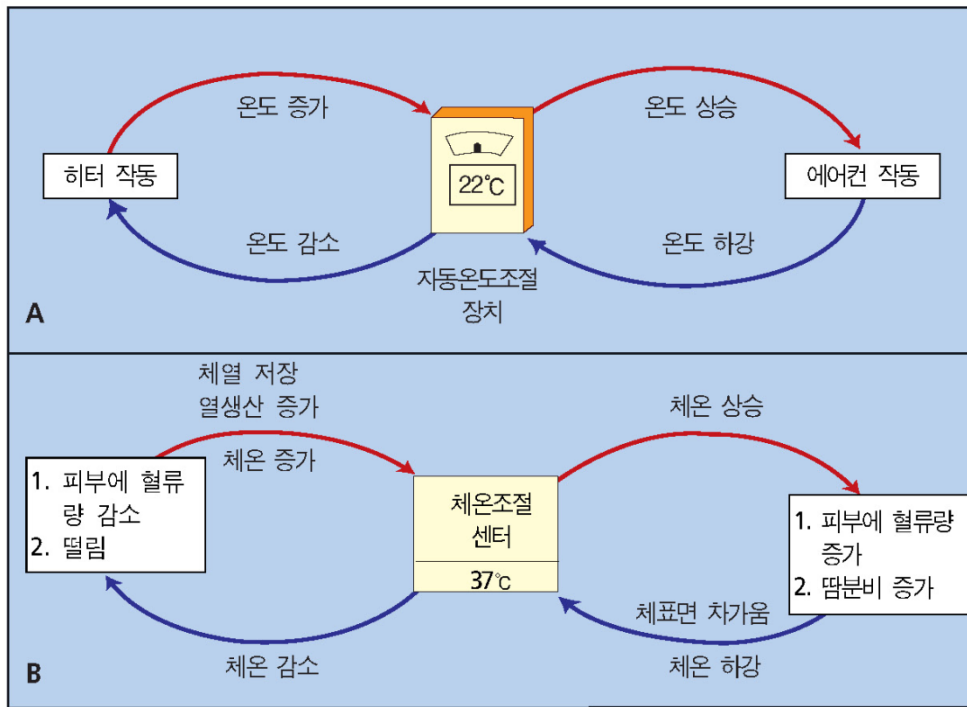 온도 증가
온도 상승
히터 작동
22℃
에어컨 작동
온도 감소
온도 하강
자동온도조절
장치
A
체열 저장
열생산 증가
체온 증가
체온 상승
1. 피부에 혈류
량 감소
2. 떨림
체온조절
센터
37℃
1. 피부에 혈류량
증가
2. 땀분비 증가
체표면 차가움
체온 감소
체온 하강
B